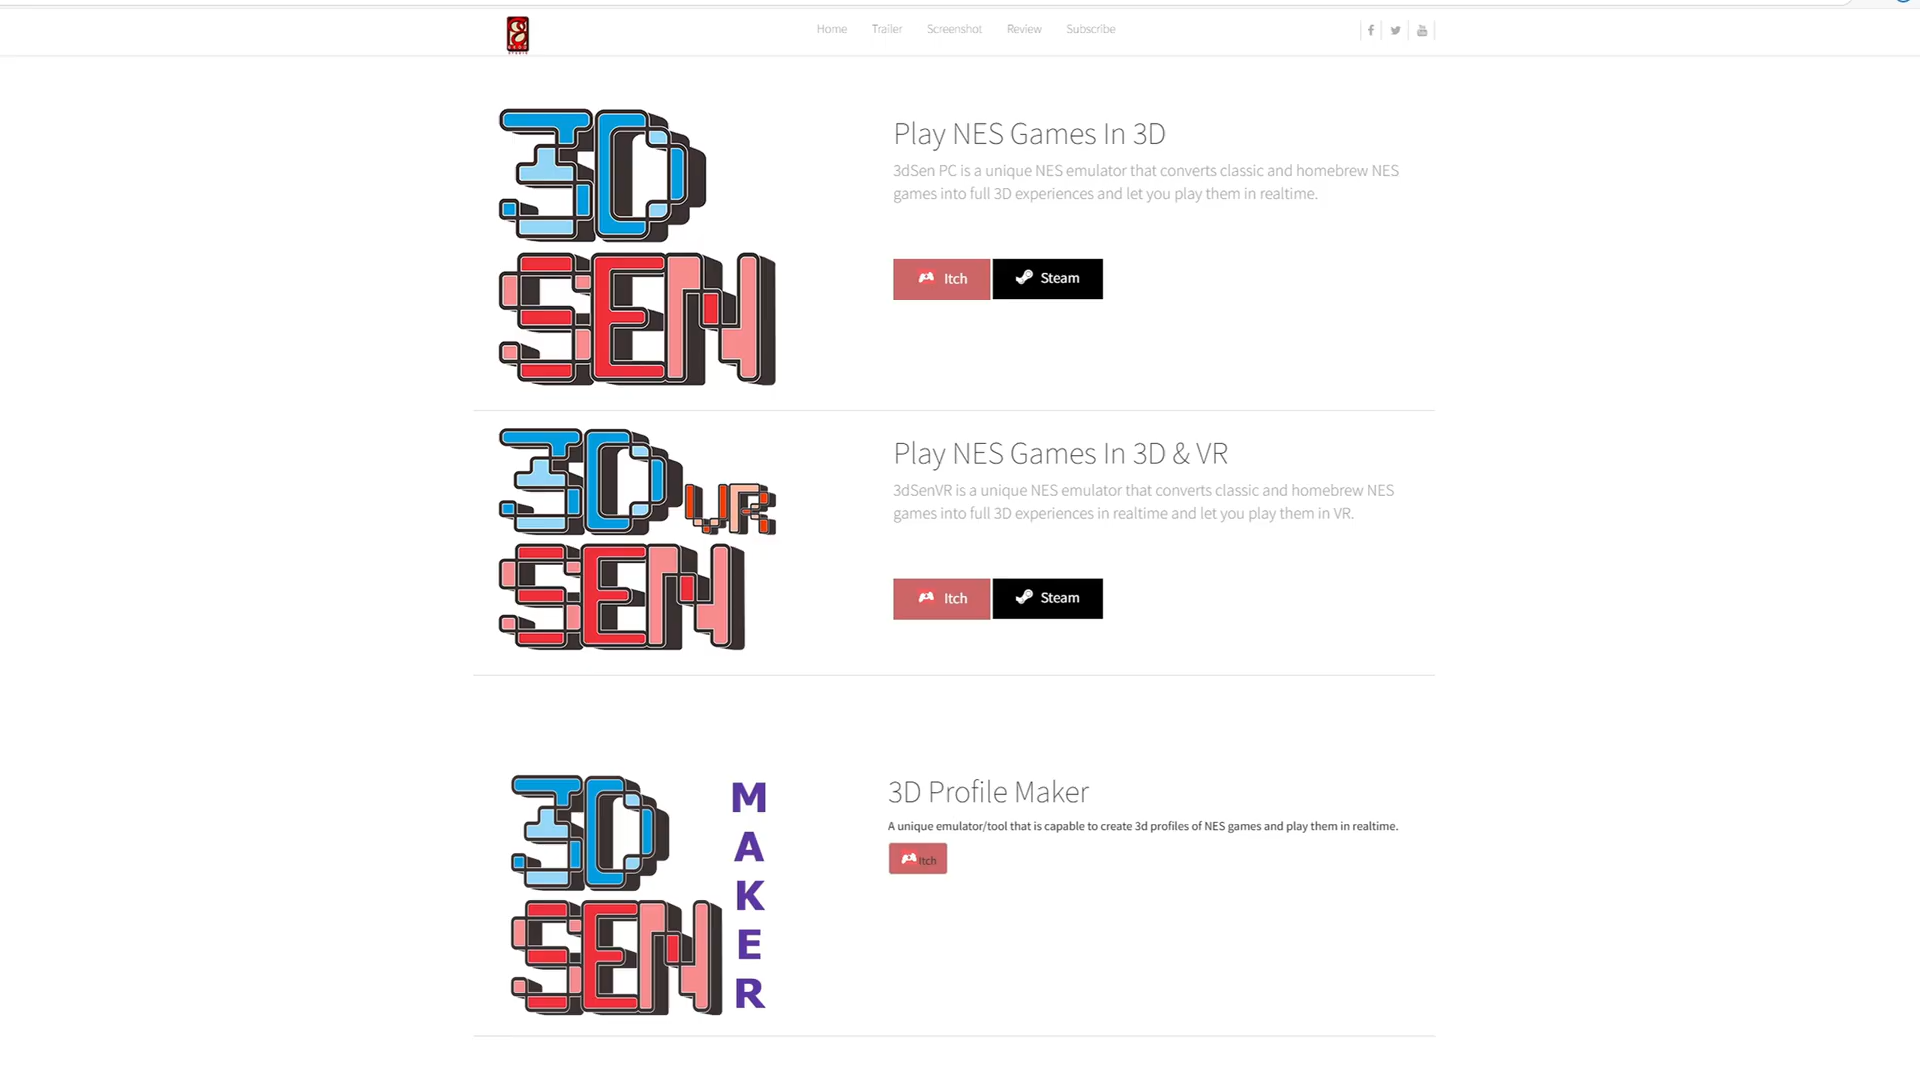 Home Trailer Screenshot Review Subscribe
3D
SEN
Play NES Games In 3D
3dSen PC is a unique NES emulator that converts classic and homebrew NES
games into full 3D experiences and let you play them in realtime.
Itch Steam
3D VR
SEN
Play NES Games In 3D & VR
3dSenVR is a unique NES emulator that converts classic and homebrew NES
games into full 3D experiences in realtime and let you play them in VR.
Itch Steam
3D
SEN
MAKER
3D Profile Maker
A unique emulator/tool that is capable to create 3d profiles of NES games and play them in realtime.
Itch